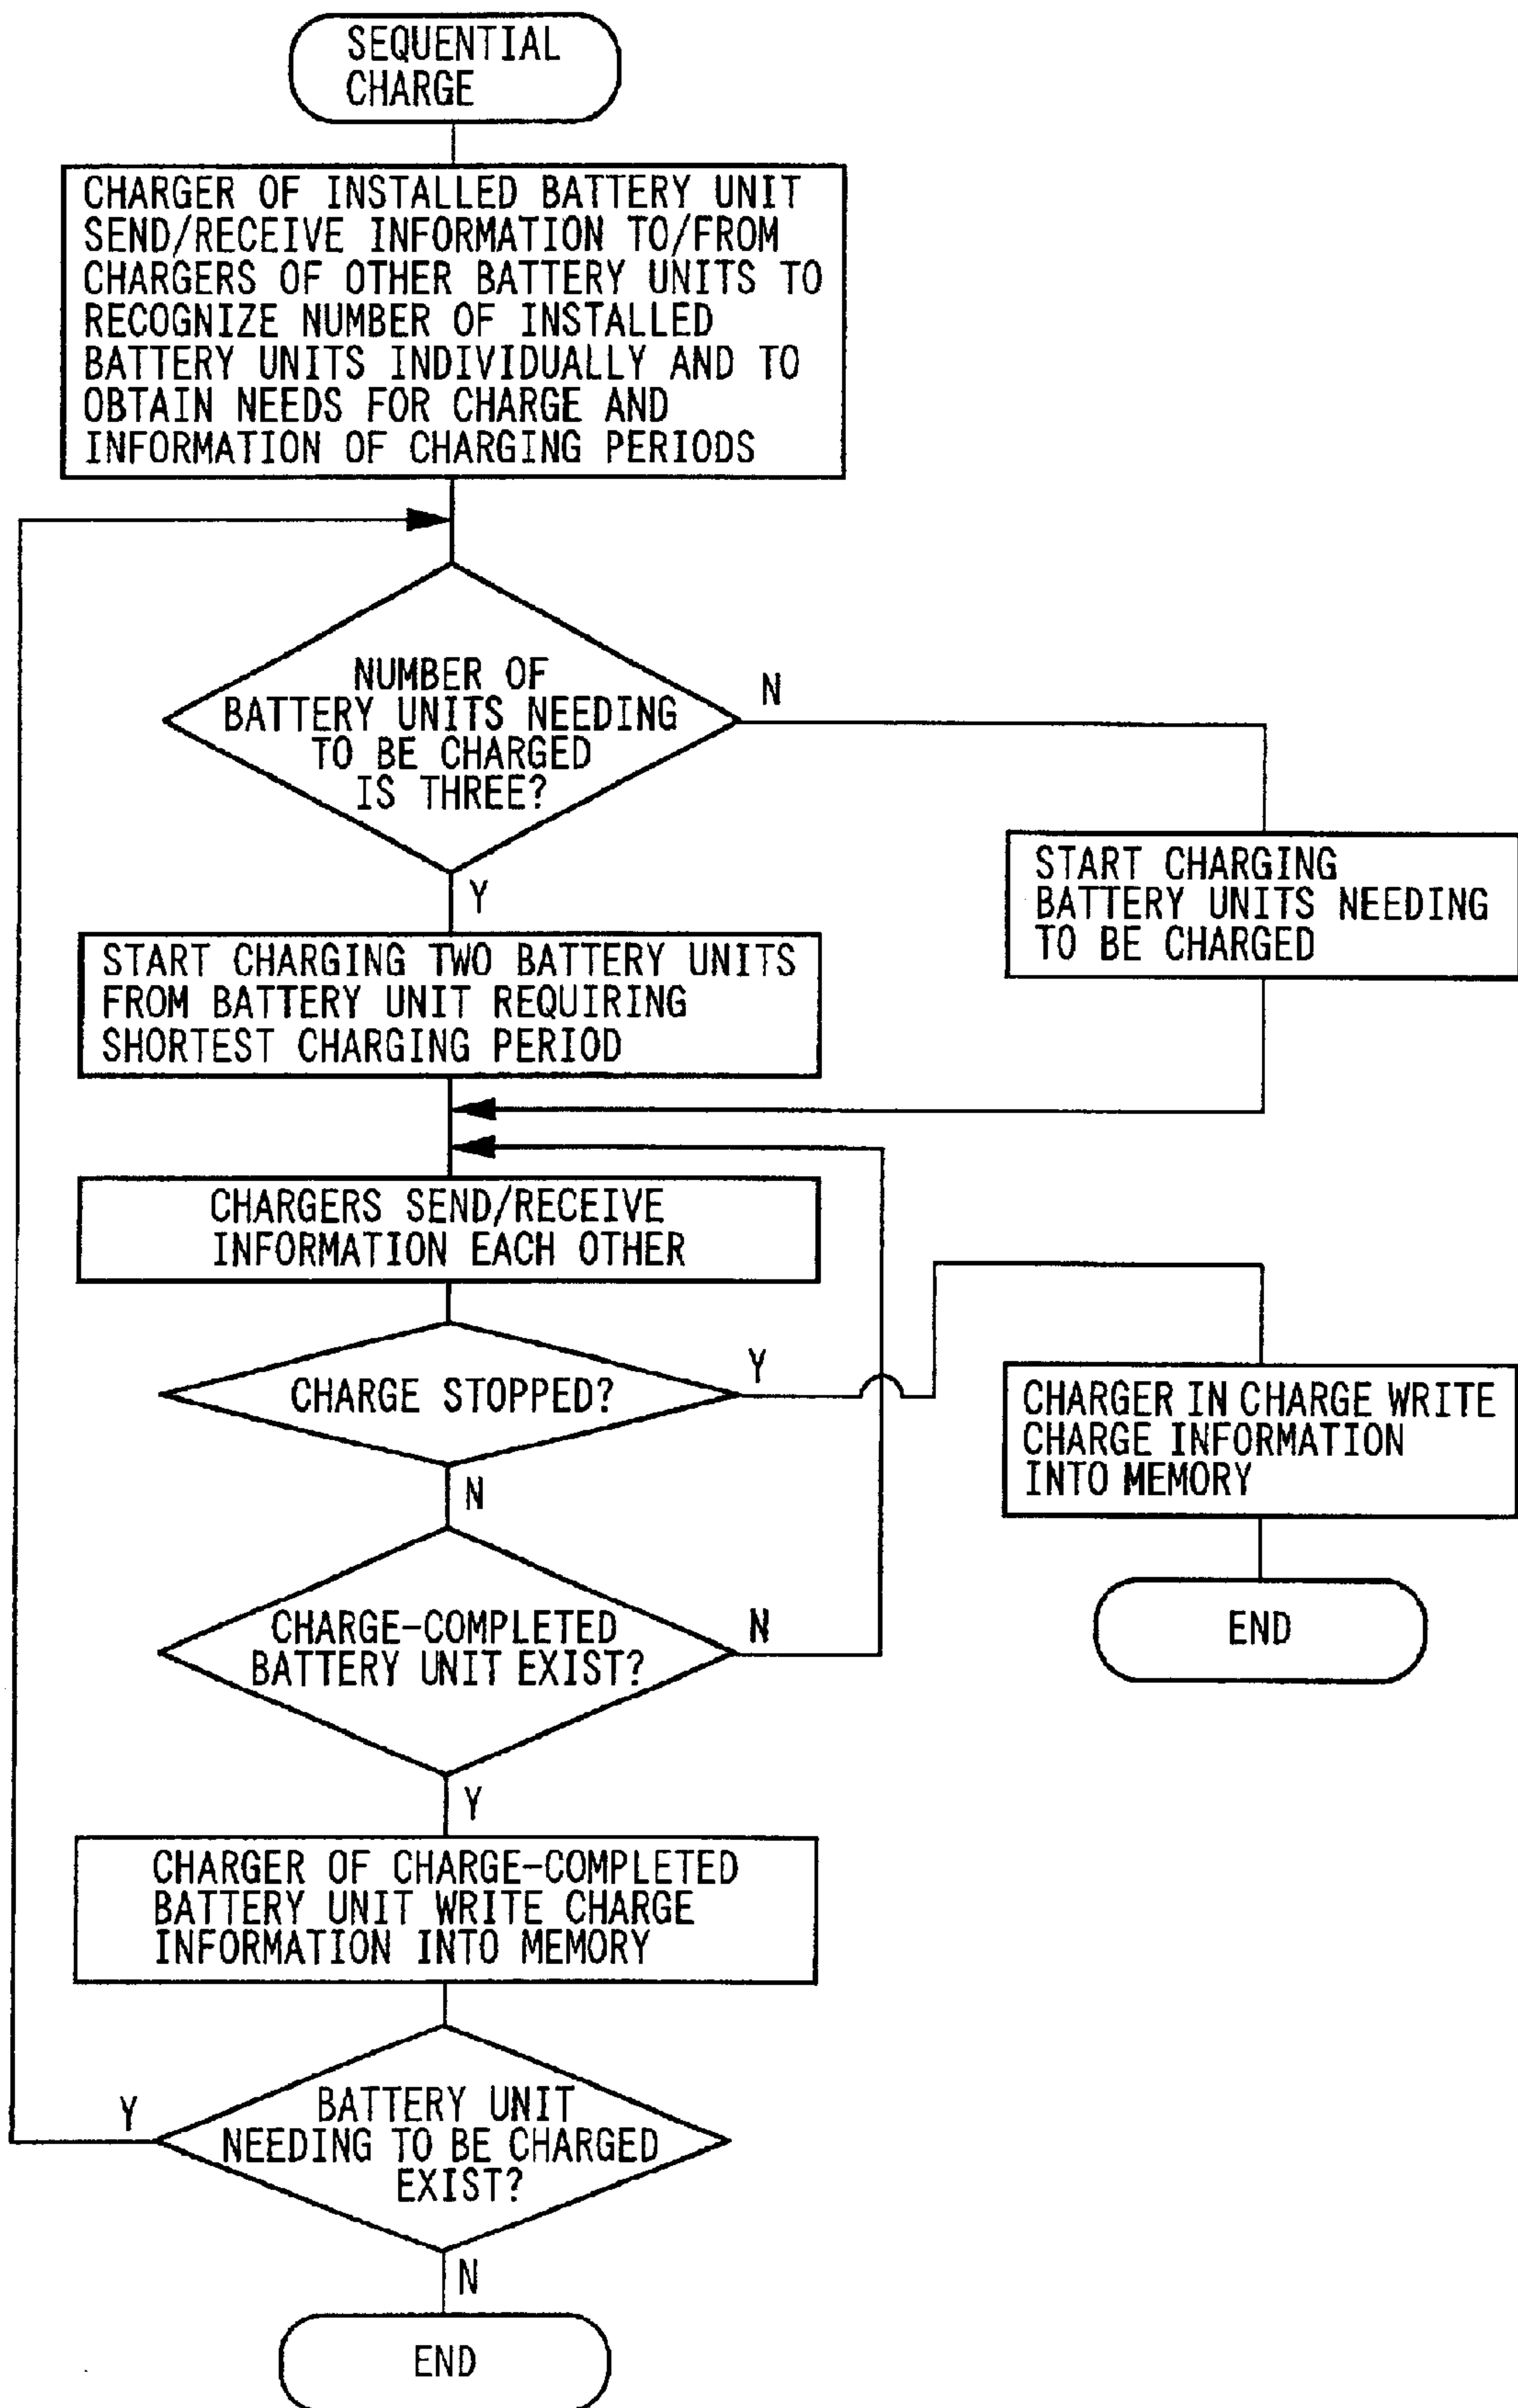 SEQUENTIAL
CHARGE
CHARGER OF INSTALLED BATTERY UNIT
SEND/RECEIVE INFORMATION TO/FROM
CHARGERS OF OTHER BATTERY UNITS TO
RECOGNIZE NUMBER OF INSTALLED
BATTERY UNITS INDIVIDUALLY AND TO
OBTAIN NEEDS FOR CHARGE AND
INFORMATION OF CHARGING PERIODS
NUMBER OF
BATTERY UNITS NEEDING
TO BE CHARGED
IS THREE?
N
START CHARGING
BATTERY UNITS NEEDING
TO BE CHARGED
Y
START CHARGING TWO BATTERY UNITS
FROM BATTERY UNIT REQUIRING
SHORTEST CHARGING PERIOD
CHARGERS SEND/RECEIVE
INFORMATION EACH OTHER
CHARGE STOPPED?
Y
CHARGER IN CHARGE WRITE
CHARGE INFORMATION
INTO MEMORY
END
N
CHARGE-COMPLETED
BATTERY UNIT EXIST?
N
Y
CHARGER OF CHARGE-COMPLETED
BATTERY UNIT WRITE CHARGE
INFORMATION INTO MEMORY
BATTERY UNIT
NEEDING TO BE CHARGED
EXIST?
Y
N
END